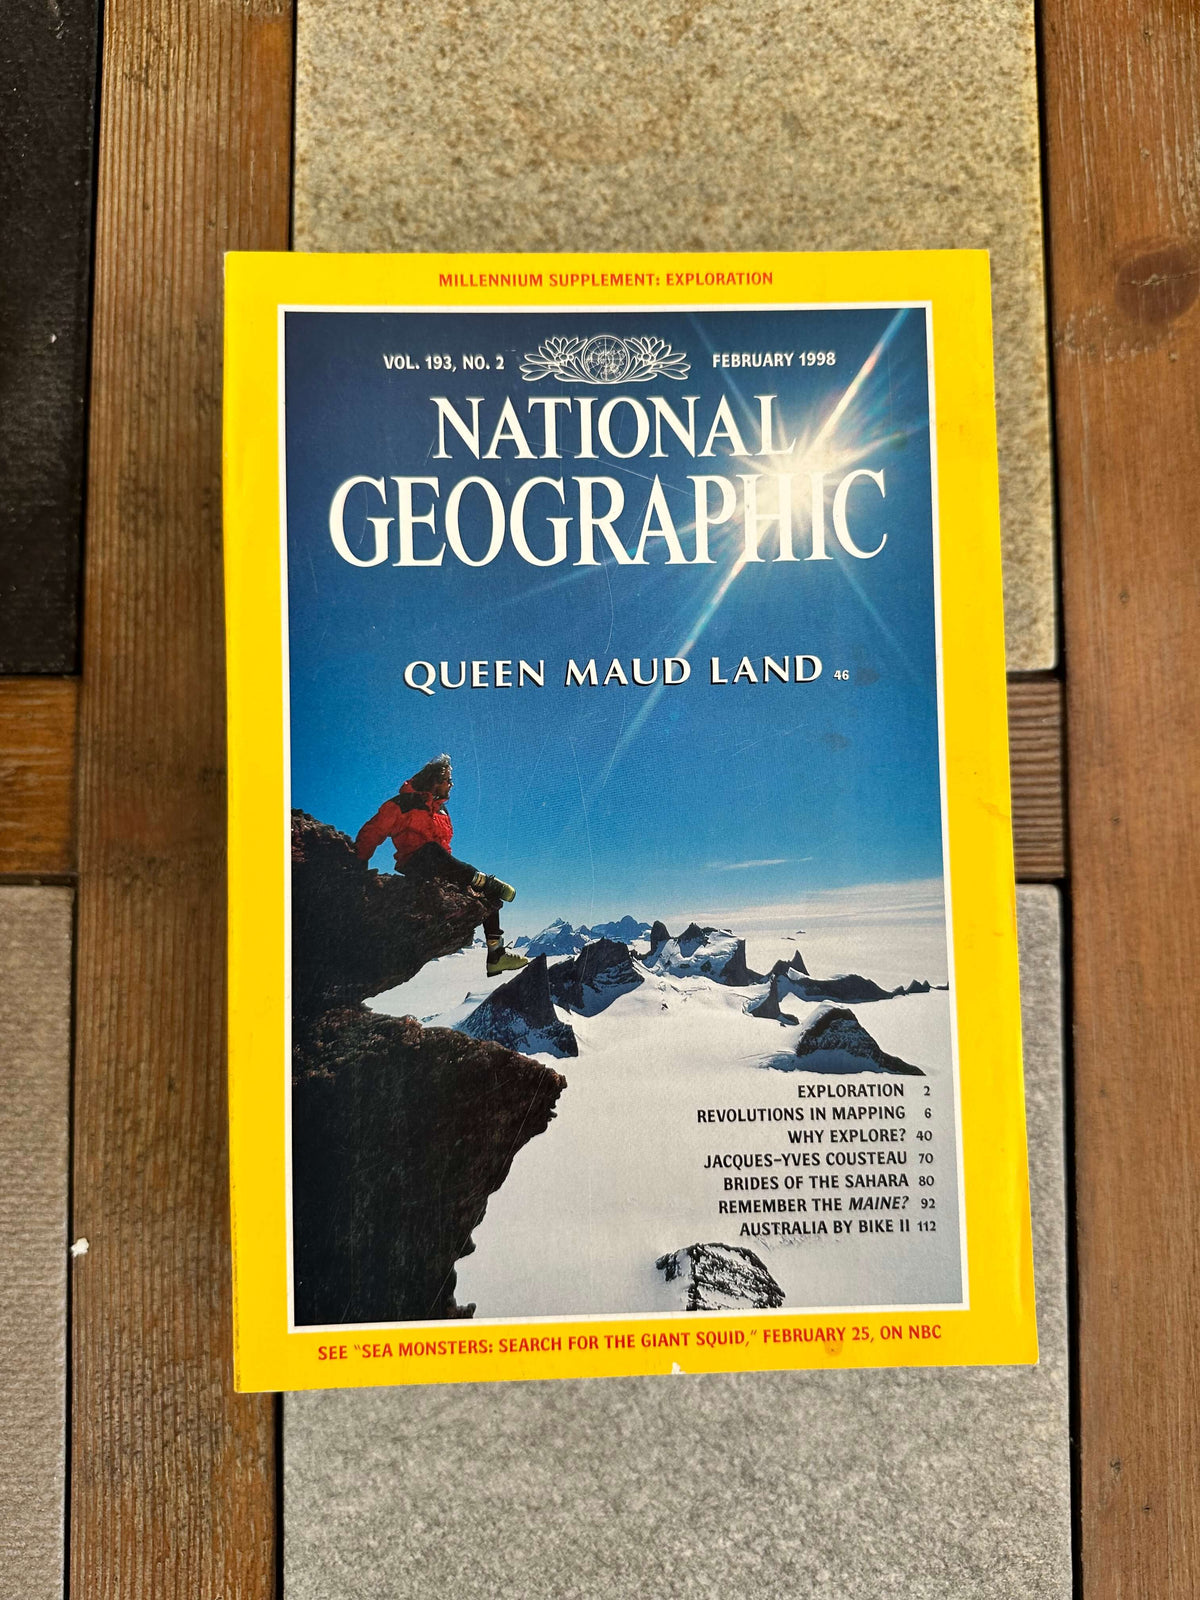 MILLENNIUM SUPPLEMENT: EXPLORATION
VOL. 193, NO. 2 FEBRUARY 1998
NATIONAL
GEOGRAPHIC
QUEEN MAUD LAND 46
EXPLORATION 2
REVOLUTIONS IN MAPPING 6
WHY EXPLORE? 40
JACQUES-YVES COUSTEAU 70
BRIDES OF THE SAHARA 80
REMEMBER THE MAINE? 92
AUSTRALIA BY BIKE II 112
SEE "SEA MONSTERS: SEARCH FOR THE GIANT SQUID," FEBRUARY 25, ON NBC